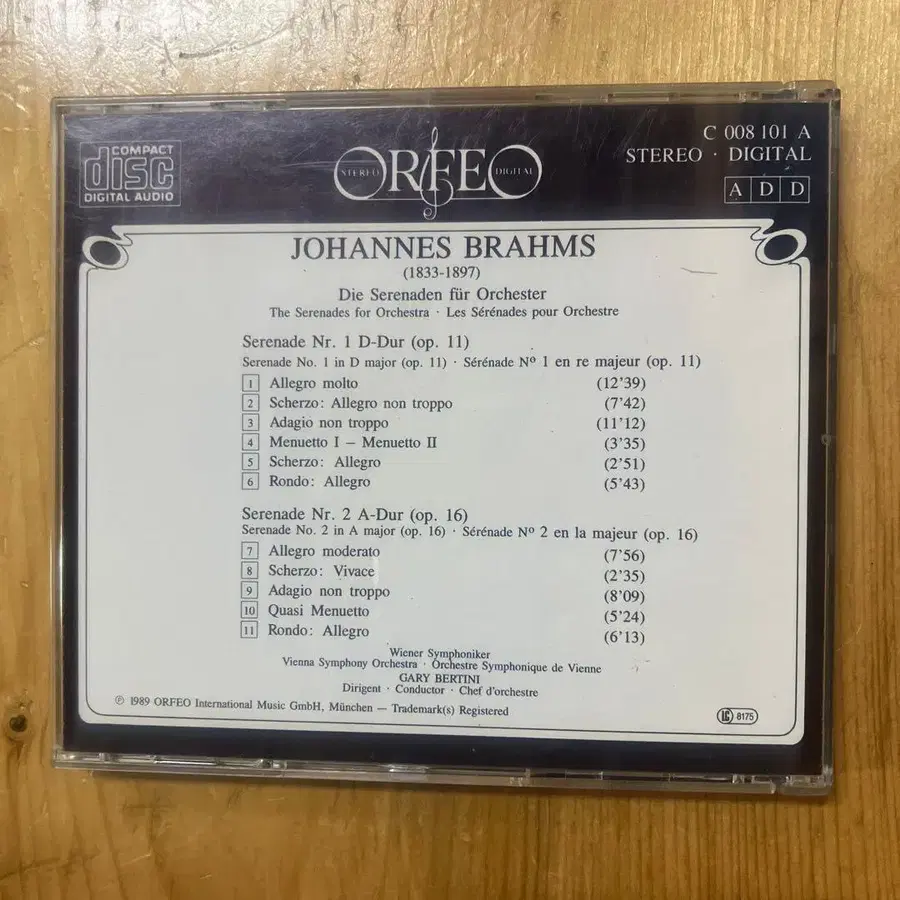 COMPACT
disc
DIGITAL AUDIO
ORFEO
STEREO
DIGITAL
C 008 101 A
STEREO · DIGITAL
A D D
JOHANNES BRAHMS
(1833-1897)
Die Serenaden für Orchester
The Serenades for Orchestra · Les Sérénades pour Orchestre
Serenade Nr. 1 D-Dur (op. 11)
Serenade No. 1 in D major (op. 11) · Sérénade Nº 1 en re majeur (op. 11)
1 Allegro molto (12'39)
2 Scherzo: Allegro non troppo (7'42)
3 Adagio non troppo (11'12)
4 Menuetto I – Menuetto II (3'35)
5 Scherzo: Allegro (2'51)
6 Rondo: Allegro (5'43)
Serenade Nr. 2 A-Dur (op. 16)
Serenade No. 2 in A major (op. 16) · Sérénade Nº 2 en la majeur (op. 16)
7 Allegro moderato (7'56)
8 Scherzo: Vivace (2'35)
9 Adagio non troppo (8'09)
10 Quasi Menuetto (5'24)
11 Rondo: Allegro (6'13)
Wiener Symphoniker
Vienna Symphony Orchestra · Orchestre Symphonique de Vienne
GARY BERTINI
Dirigent · Conductor · Chef d'orchestre
℗ 1989 ORFEO International Music GmbH, München — Trademark(s) Registered
LC 8175